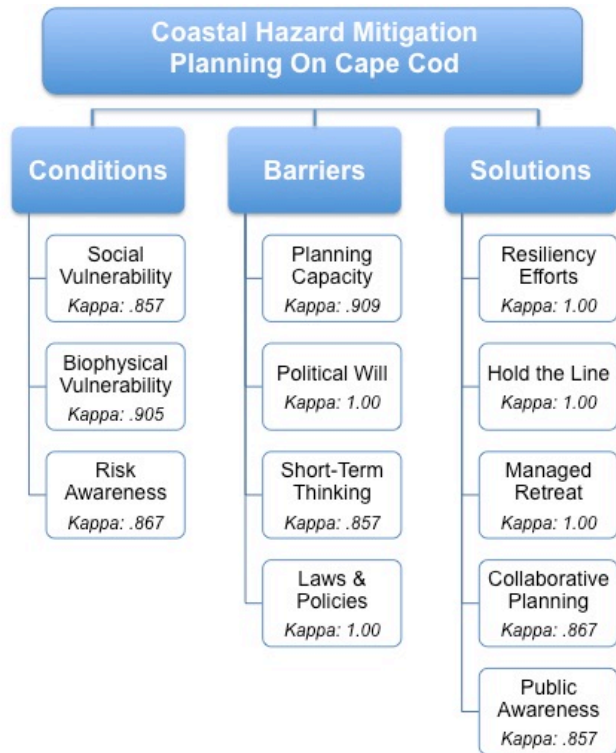 Coastal Hazard Mitigation
Planning On Cape Cod
Conditions
Social
Vulnerability
Kappa: .857
Biophysical
Vulnerability
Kappa: .905
Risk
Awareness
Kappa: .867
Barriers
Planning
Capacity
Kappa: .909
Political Will
Kappa: 1.00
Short-Term
Thinking
Kappa: .857
Laws &
Policies
Kappa: 1.00
Solutions
Resiliency
Efforts
Kappa: 1.00
Hold the Line
Kappa: 1.00
Managed
Retreat
Kappa: 1.00
Collaborative
Planning
Kappa: .867
Public
Awareness
Kappa: .857